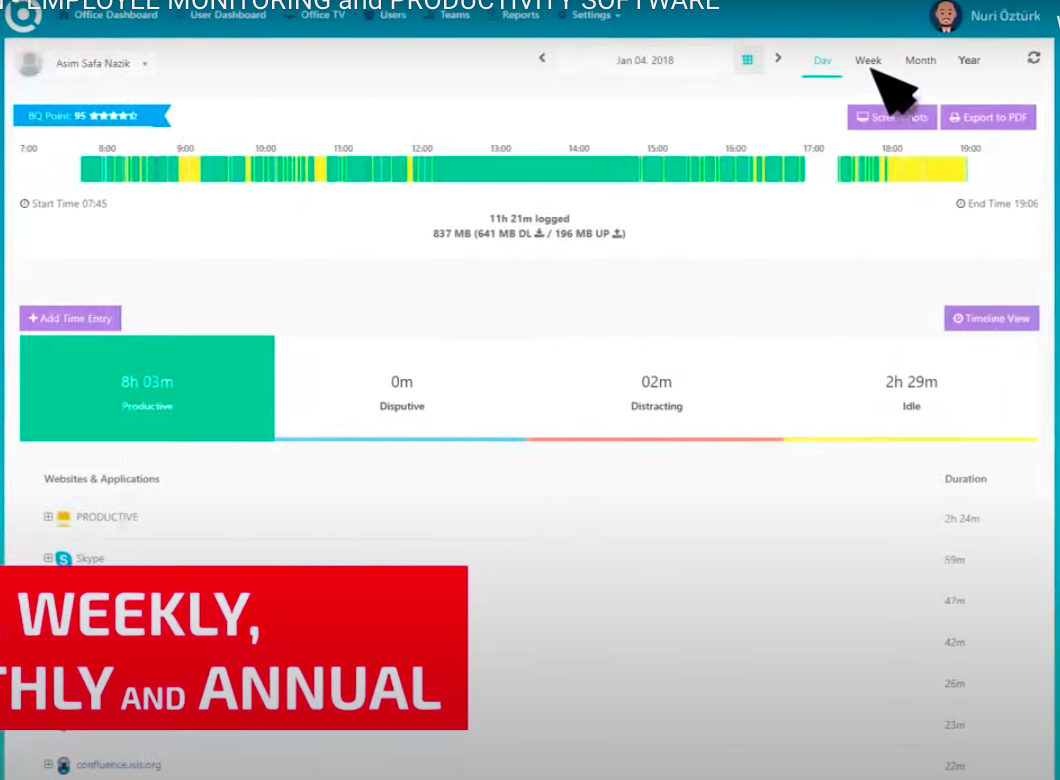 - EMPLOYEE MONITORING and PRODUCTIVITY SOFTWARE
Office Dashboard User Dashboard Office TV Users Teams Reports Settings
Nuri Öztürk
Asim Safa Nazik
Jan 04, 2018
Day Week Month Year
BQ Point: 95
Export to PDF
7:00 8:00 9:00 10:00 11:00 12:00 13:00 14:00 15:00 16:00 17:00 18:00 19:00
Start Time 07:45
End Time 19:06
11h 21m logged
837 MB (641 MB DL / 196 MB UP)
+ Add Time Entry
Timeline View
8h 03m
Productive
0m
Disputive
02m
Distracting
2h 29m
Idle
Websites & Applications
Duration
PRODUCTIVE
2h 24m
Skype
59m
47m
42m
26m
23m
confluence.isis.org
22m
WEEKLY,
THLY AND ANNUAL